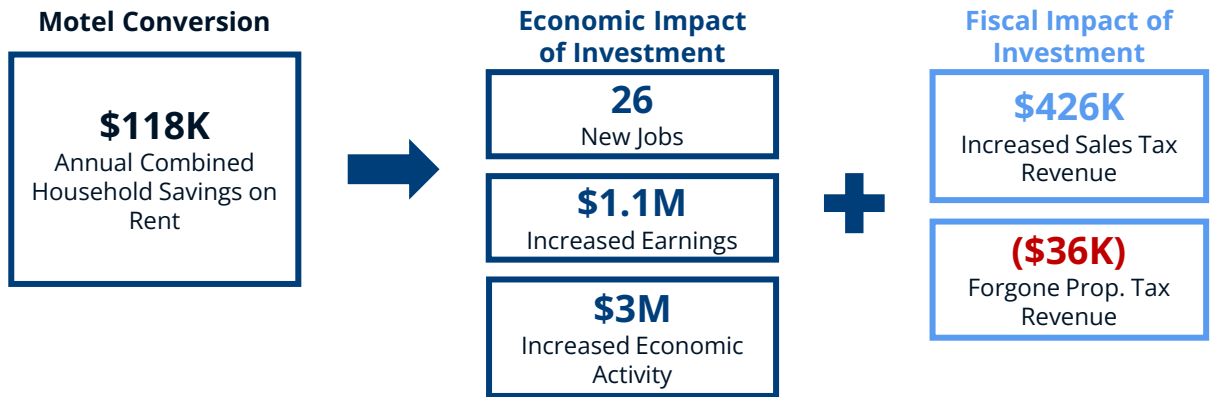 Motel Conversion
$118K
Annual Combined
Household Savings on
Rent
Economic Impact
of Investment
26
New Jobs
$1.1M
Increased Earnings
$3M
Increased Economic
Activity
Fiscal Impact of
Investment
$426K
Increased Sales Tax
Revenue
($36K)
Forgone Prop. Tax
Revenue